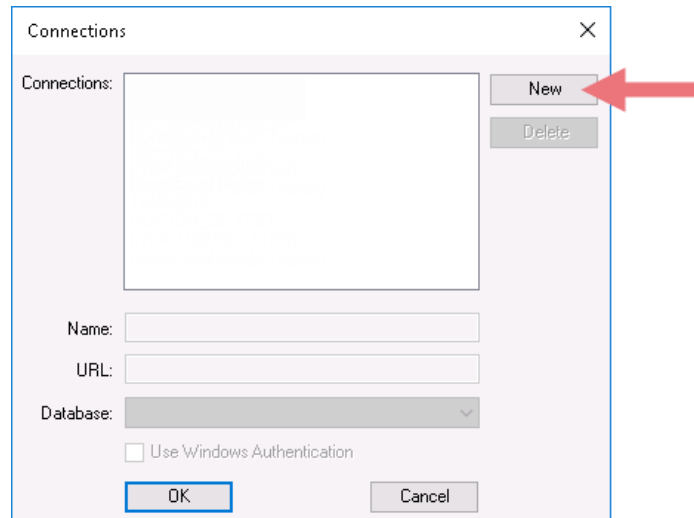 Connections
Connections:
New
Delete
Name:
URL:
Database:
Use Windows Authentication
OK
Cancel